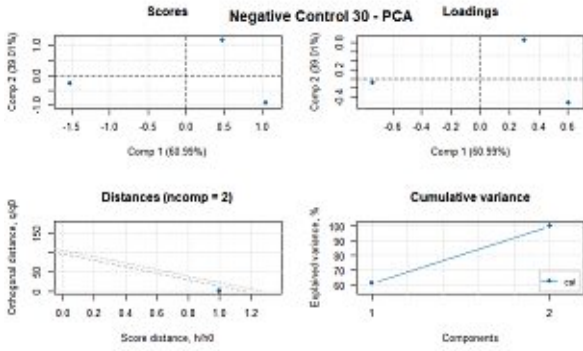 Negative Control 30 - PCA
Scores
Comp 2 (39.01%)
-1.0 0.0 1.0
-1.5 -1.0 -0.5 0.0 0.5 1.0
Comp 1 (60.99%)
Loadings
Comp 2 (39.01%)
-0.4
-0.6 -0.4 -0.2 0.0 0.2 0.4 0.6
Comp 1 (60.99%)
Distances (ncomp = 2)
Orthogonal distance, q/q0
0 50 150
0.0 0.2 0.4 0.6 0.8 1.0 1.2
Score distance, h/h0
Cumulative variance
Explained variance, %
60 70 80 90 100
cal
1 2
Components